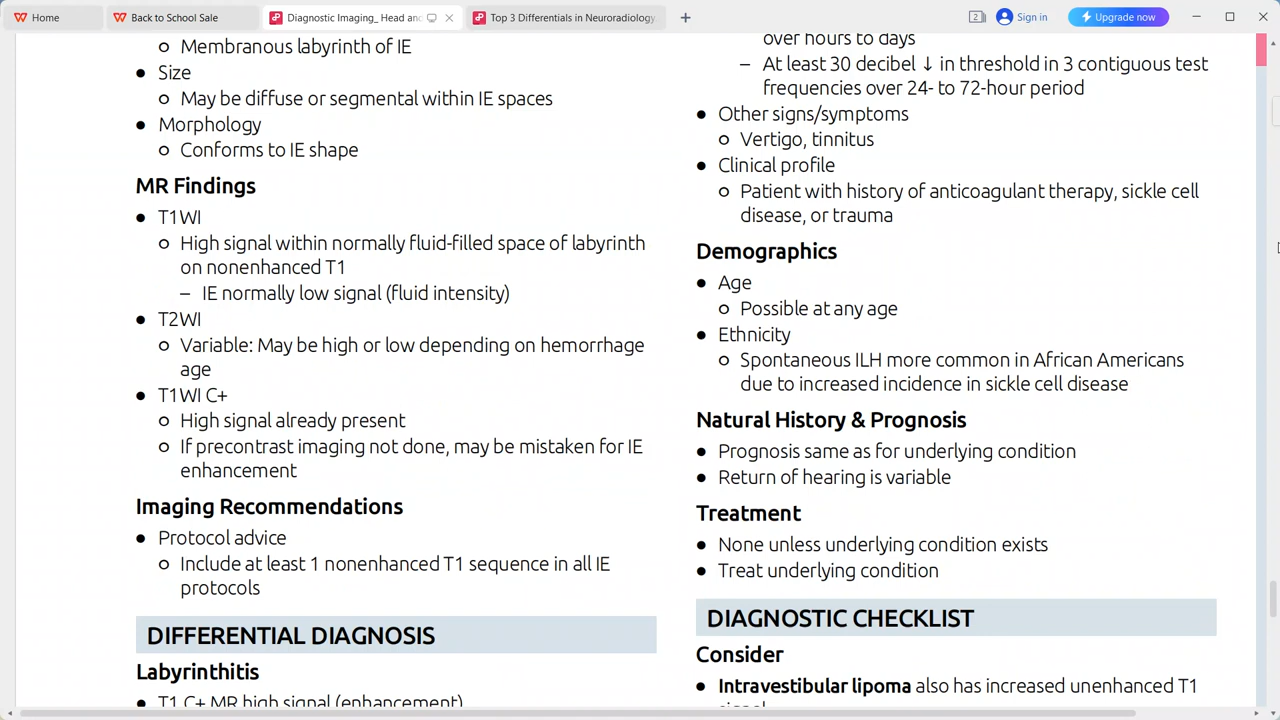 Home
Back to School Sale
Diagnostic Imaging_ Head and
Top 3 Differentials in Neuroradiology
2
Sign in
Upgrade now
○ Membranous labyrinth of IE
● Size
○ May be diffuse or segmental within IE spaces
● Morphology
○ Conforms to IE shape
MR Findings
● T1WI
○ High signal within normally fluid-filled space of labyrinth
on nonenhanced T1
– IE normally low signal (fluid intensity)
● T2WI
○ Variable: May be high or low depending on hemorrhage
age
● T1WI C+
○ High signal already present
○ If precontrast imaging not done, may be mistaken for IE
enhancement
Imaging Recommendations
● Protocol advice
○ Include at least 1 nonenhanced T1 sequence in all IE
protocols
DIFFERENTIAL DIAGNOSIS
Labyrinthitis
● T1 C+ MR high signal (enhancement)
over hours to days
– At least 30 decibel ↓ in threshold in 3 contiguous test
frequencies over 24- to 72-hour period
● Other signs/symptoms
○ Vertigo, tinnitus
● Clinical profile
○ Patient with history of anticoagulant therapy, sickle cell
disease, or trauma
Demographics
● Age
○ Possible at any age
● Ethnicity
○ Spontaneous ILH more common in African Americans
due to increased incidence in sickle cell disease
Natural History & Prognosis
● Prognosis same as for underlying condition
● Return of hearing is variable
Treatment
● None unless underlying condition exists
● Treat underlying condition
DIAGNOSTIC CHECKLIST
Consider
● Intravestibular lipoma also has increased unenhanced T1